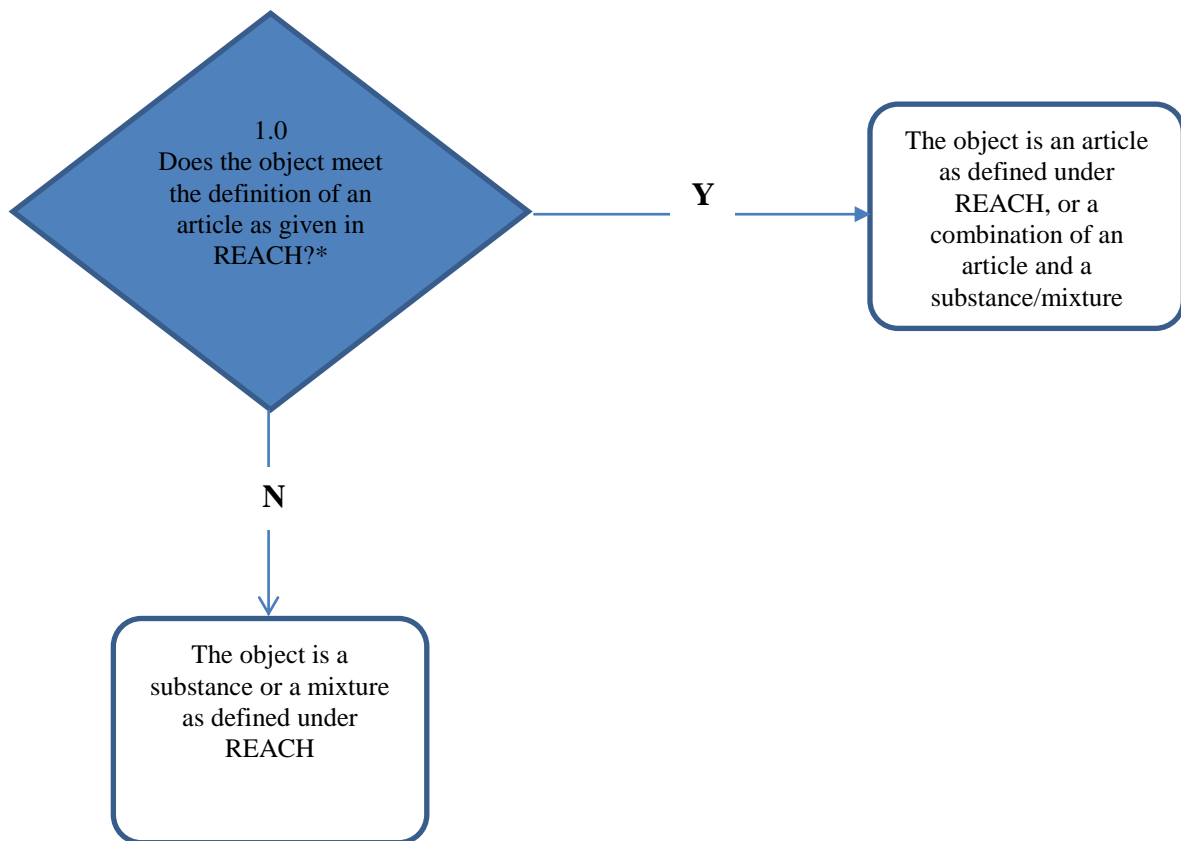 1.0
Does the object meet
the definition of an
article as given in
REACH?*
Y
The object is an article
as defined under
REACH, or a
combination of an
article and a
substance/mixture
N
The object is a
substance or a mixture
as defined under
REACH